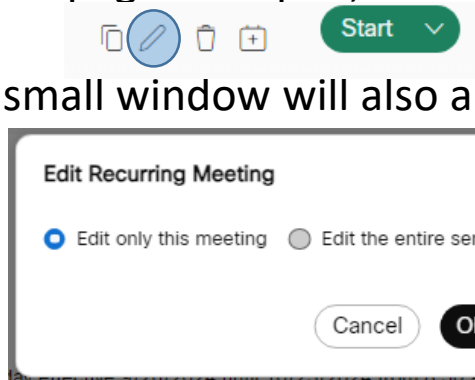 Start
small window will also a
Edit Recurring Meeting
Edit only this meeting Edit the entire ser
Cancel